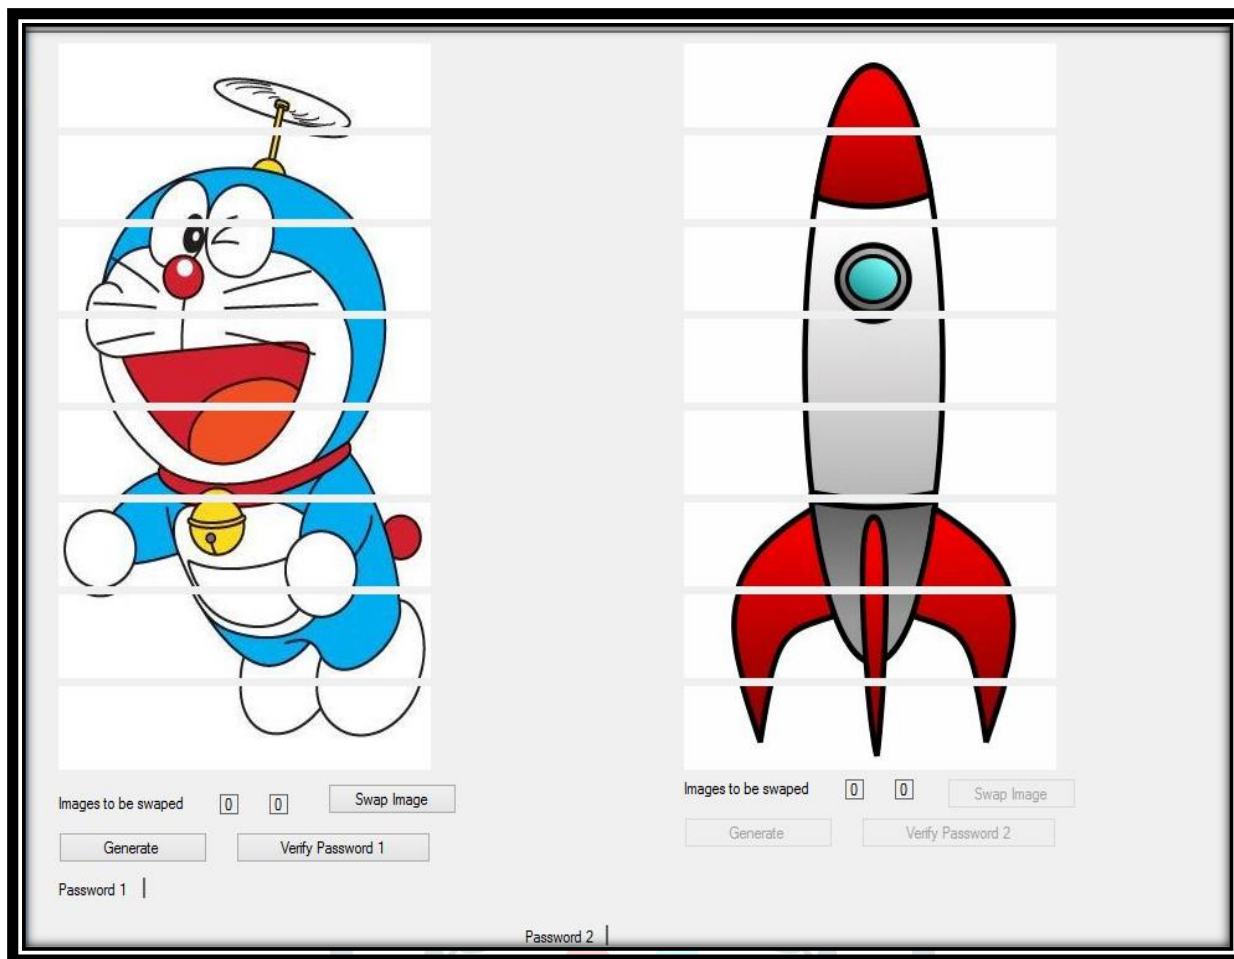 Images to be swaped 0 0 Swap Image
Generate Verify Password 1
Password 1
Images to be swaped 0 0 Swap Image
Generate Verify Password 2
Password 2